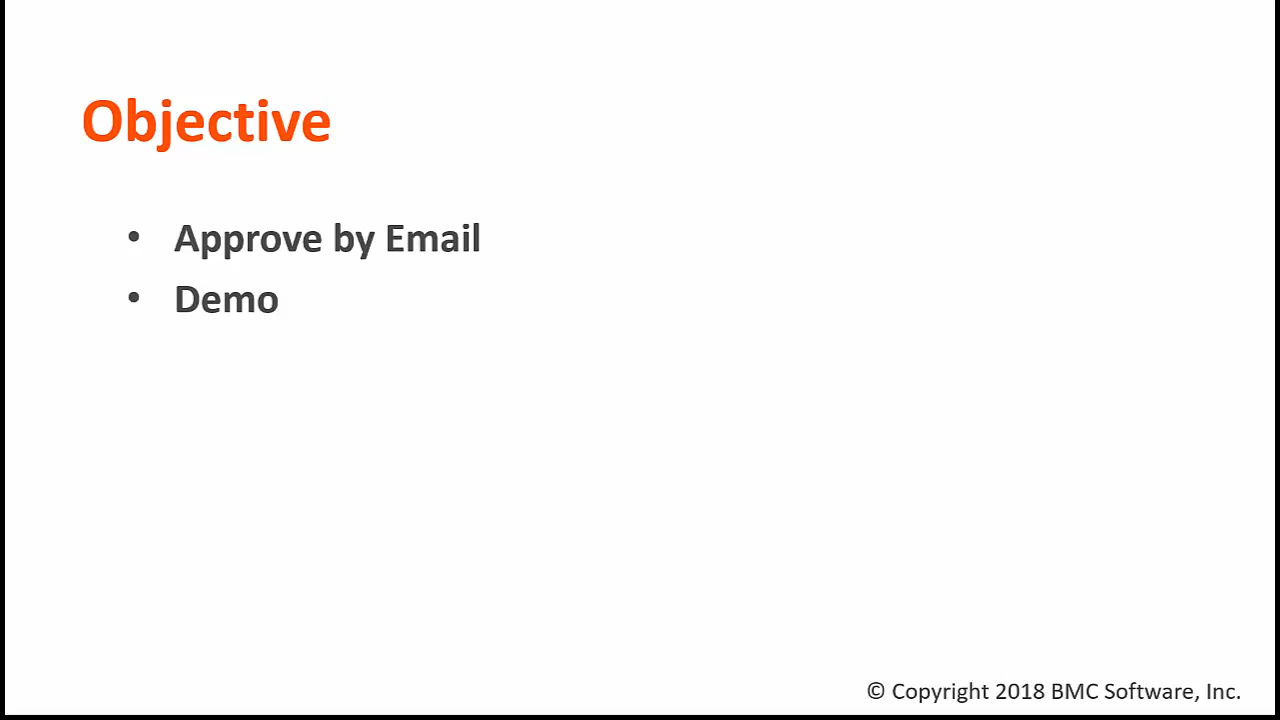 Objective
• Approve by Email
• Demo
© Copyright 2018 BMC Software, Inc.